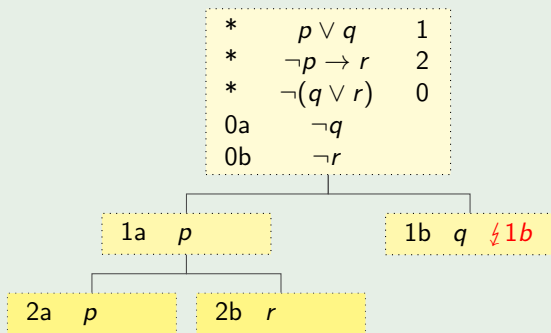 * p ∨ q 1
* ¬p → r 2
* ¬(q ∨ r) 0
0a ¬q
0b ¬r
1a p
1b q ↯1b
2a p
2b r